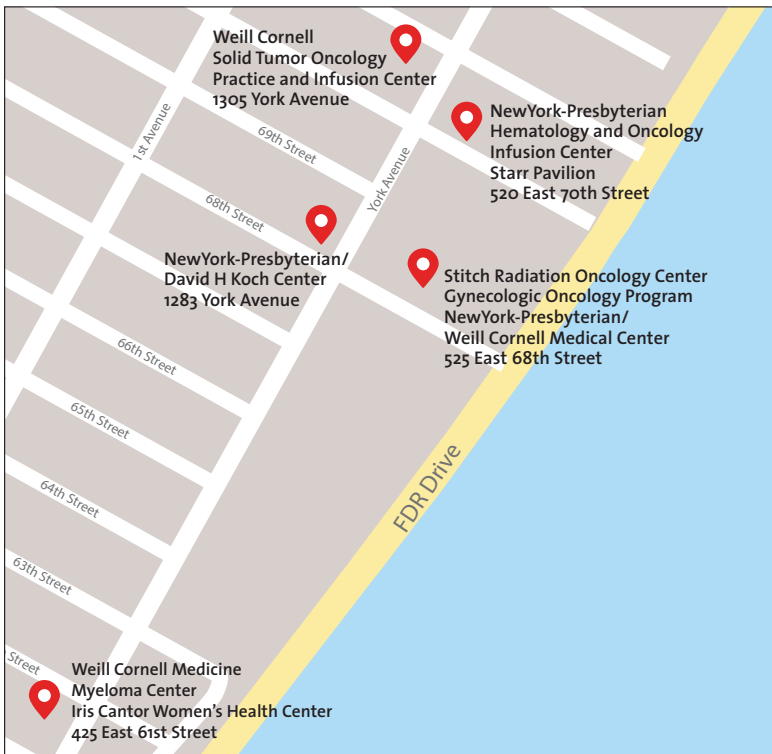 Weill Cornell
Solid Tumor Oncology
Practice and Infusion Center
1305 York Avenue
NewYork-Presbyterian
Hematology and Oncology
Infusion Center
Starr Pavilion
520 East 70th Street
1st Avenue
69th Street
York Avenue
68th Street
NewYork-Presbyterian/
David H Koch Center
1283 York Avenue
Stitch Radiation Oncology Center
Gynecologic Oncology Program
NewYork-Presbyterian/
Weill Cornell Medical Center
525 East 68th Street
66th Street
65th Street
64th Street
FDR Drive
63th Street
Street
Weill Cornell Medicine
Myeloma Center
Iris Cantor Women's Health Center
425 East 61st Street